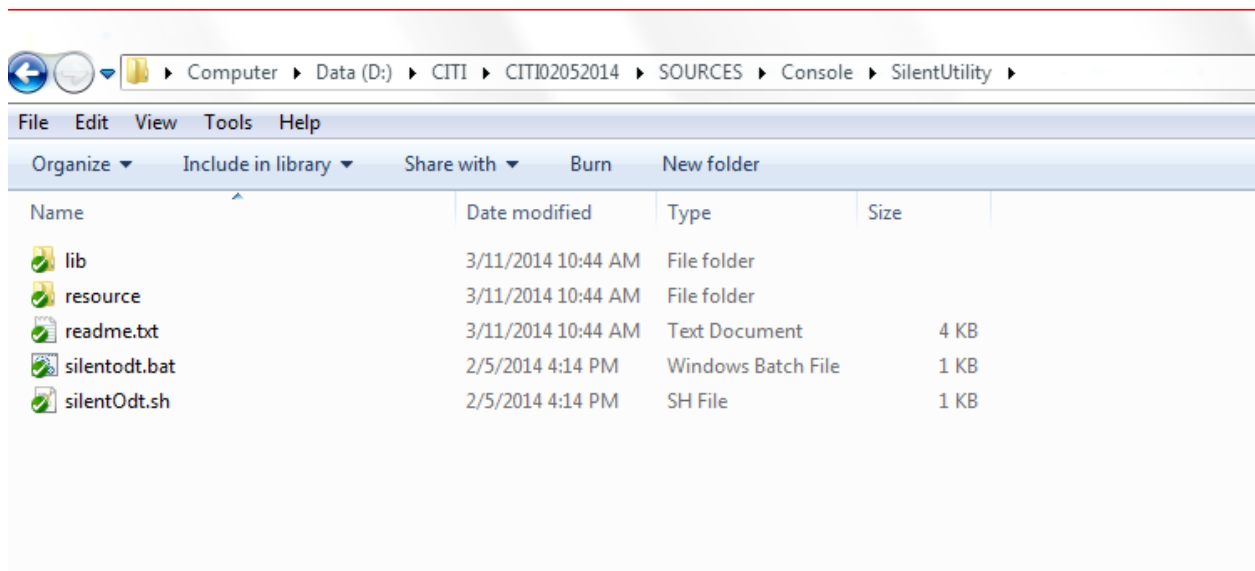 Computer Data (D:) CITI CITI02052014 SOURCES Console SilentUtility
File Edit View Tools Help
Organize Include in library Share with Burn New folder
Name Date modified Type Size
lib 3/11/2014 10:44 AM File folder
resource 3/11/2014 10:44 AM File folder
readme.txt 3/11/2014 10:44 AM Text Document 4 KB
silentodt.bat 2/5/2014 4:14 PM Windows Batch File 1 KB
silentOdt.sh 2/5/2014 4:14 PM SH File 1 KB